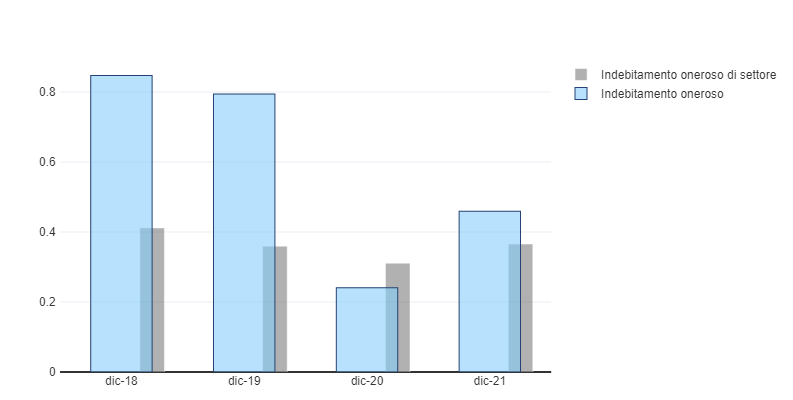 Indebitamento oneroso di settore
Indebitamento oneroso
0.8
0.6
0.4
0.2
0
dic-18
dic-19
dic-20
dic-21